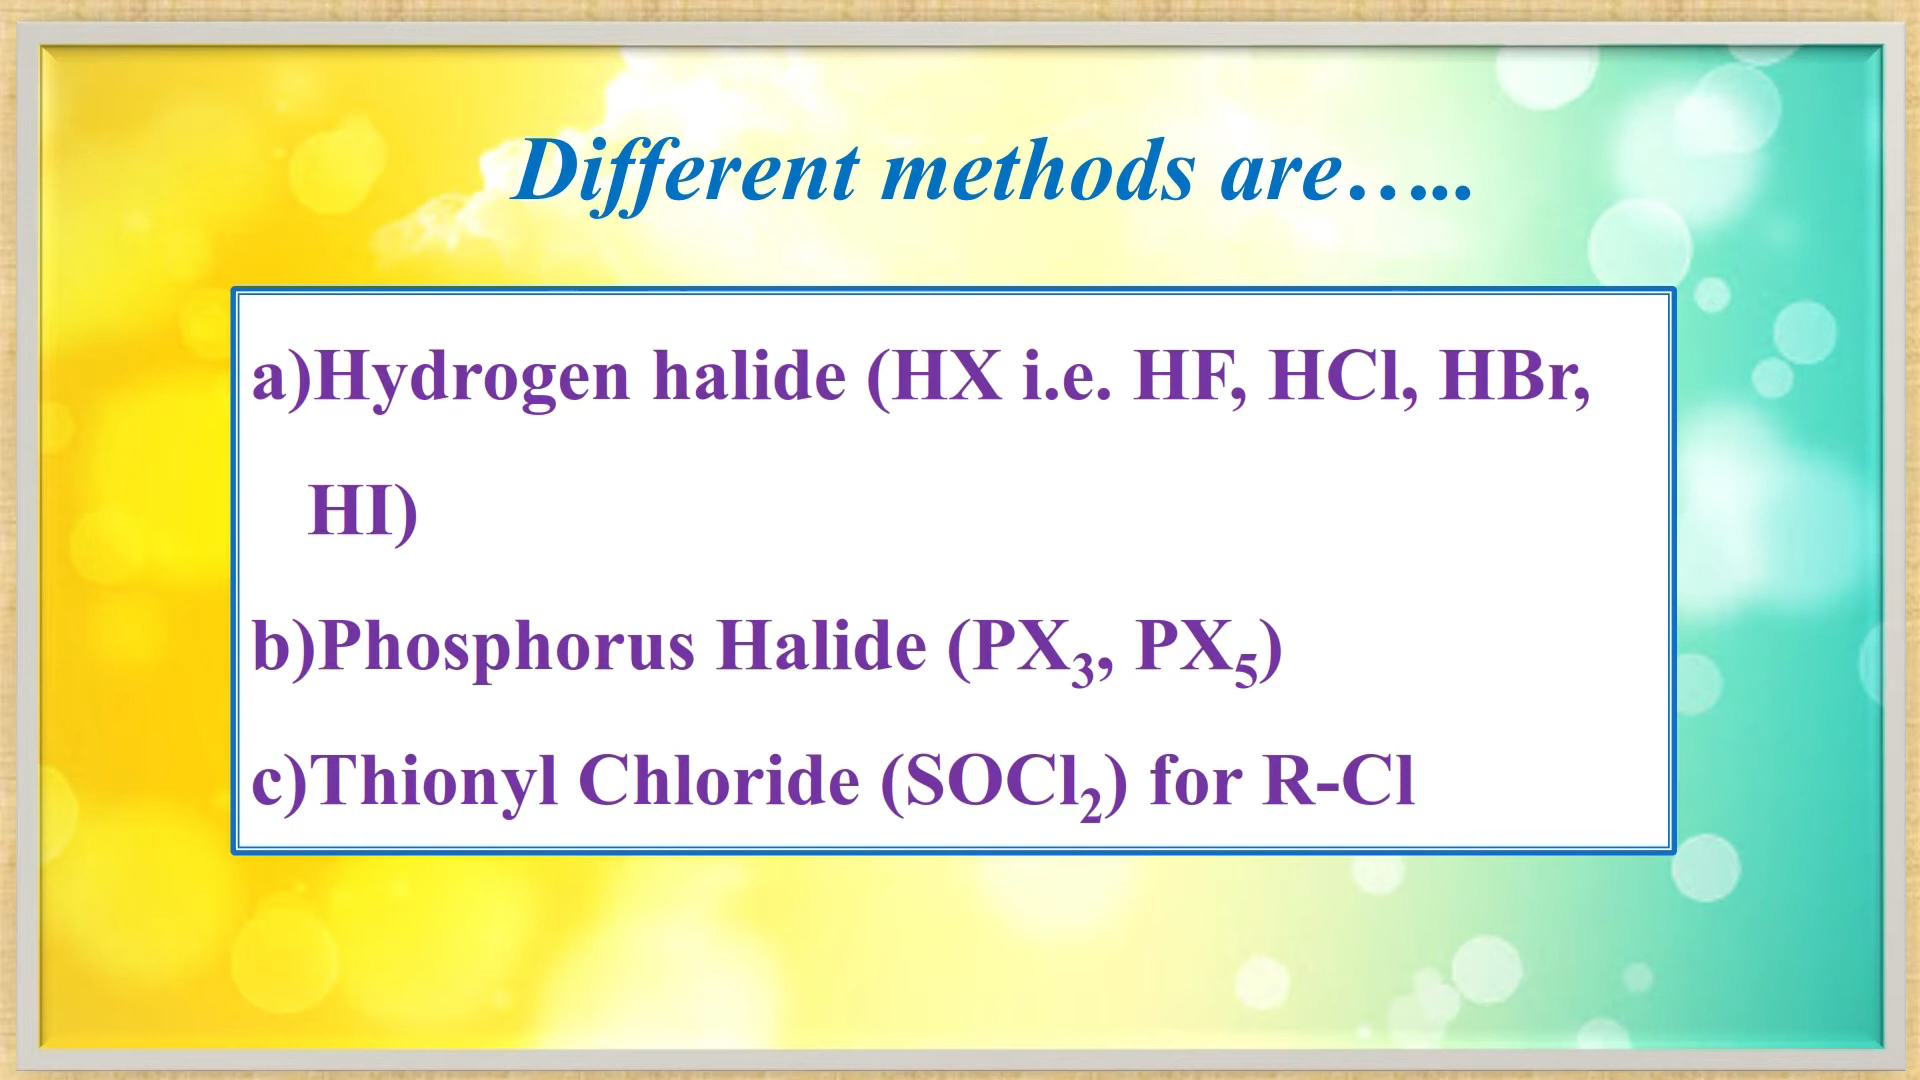 Different methods are…..
a)Hydrogen halide (HX i.e. HF, HCl, HBr,
HI)
b)Phosphorus Halide (PX₃, PX₅)
c)Thionyl Chloride (SOCl₂) for R-Cl